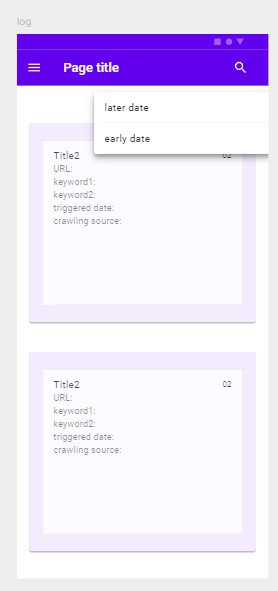 log
Page title
later date
early date
Title2 02
URL:
keyword1:
keyword2:
triggered date:
crawling source:
Title2 02
URL:
keyword1:
keyword2:
triggered date:
crawling source: